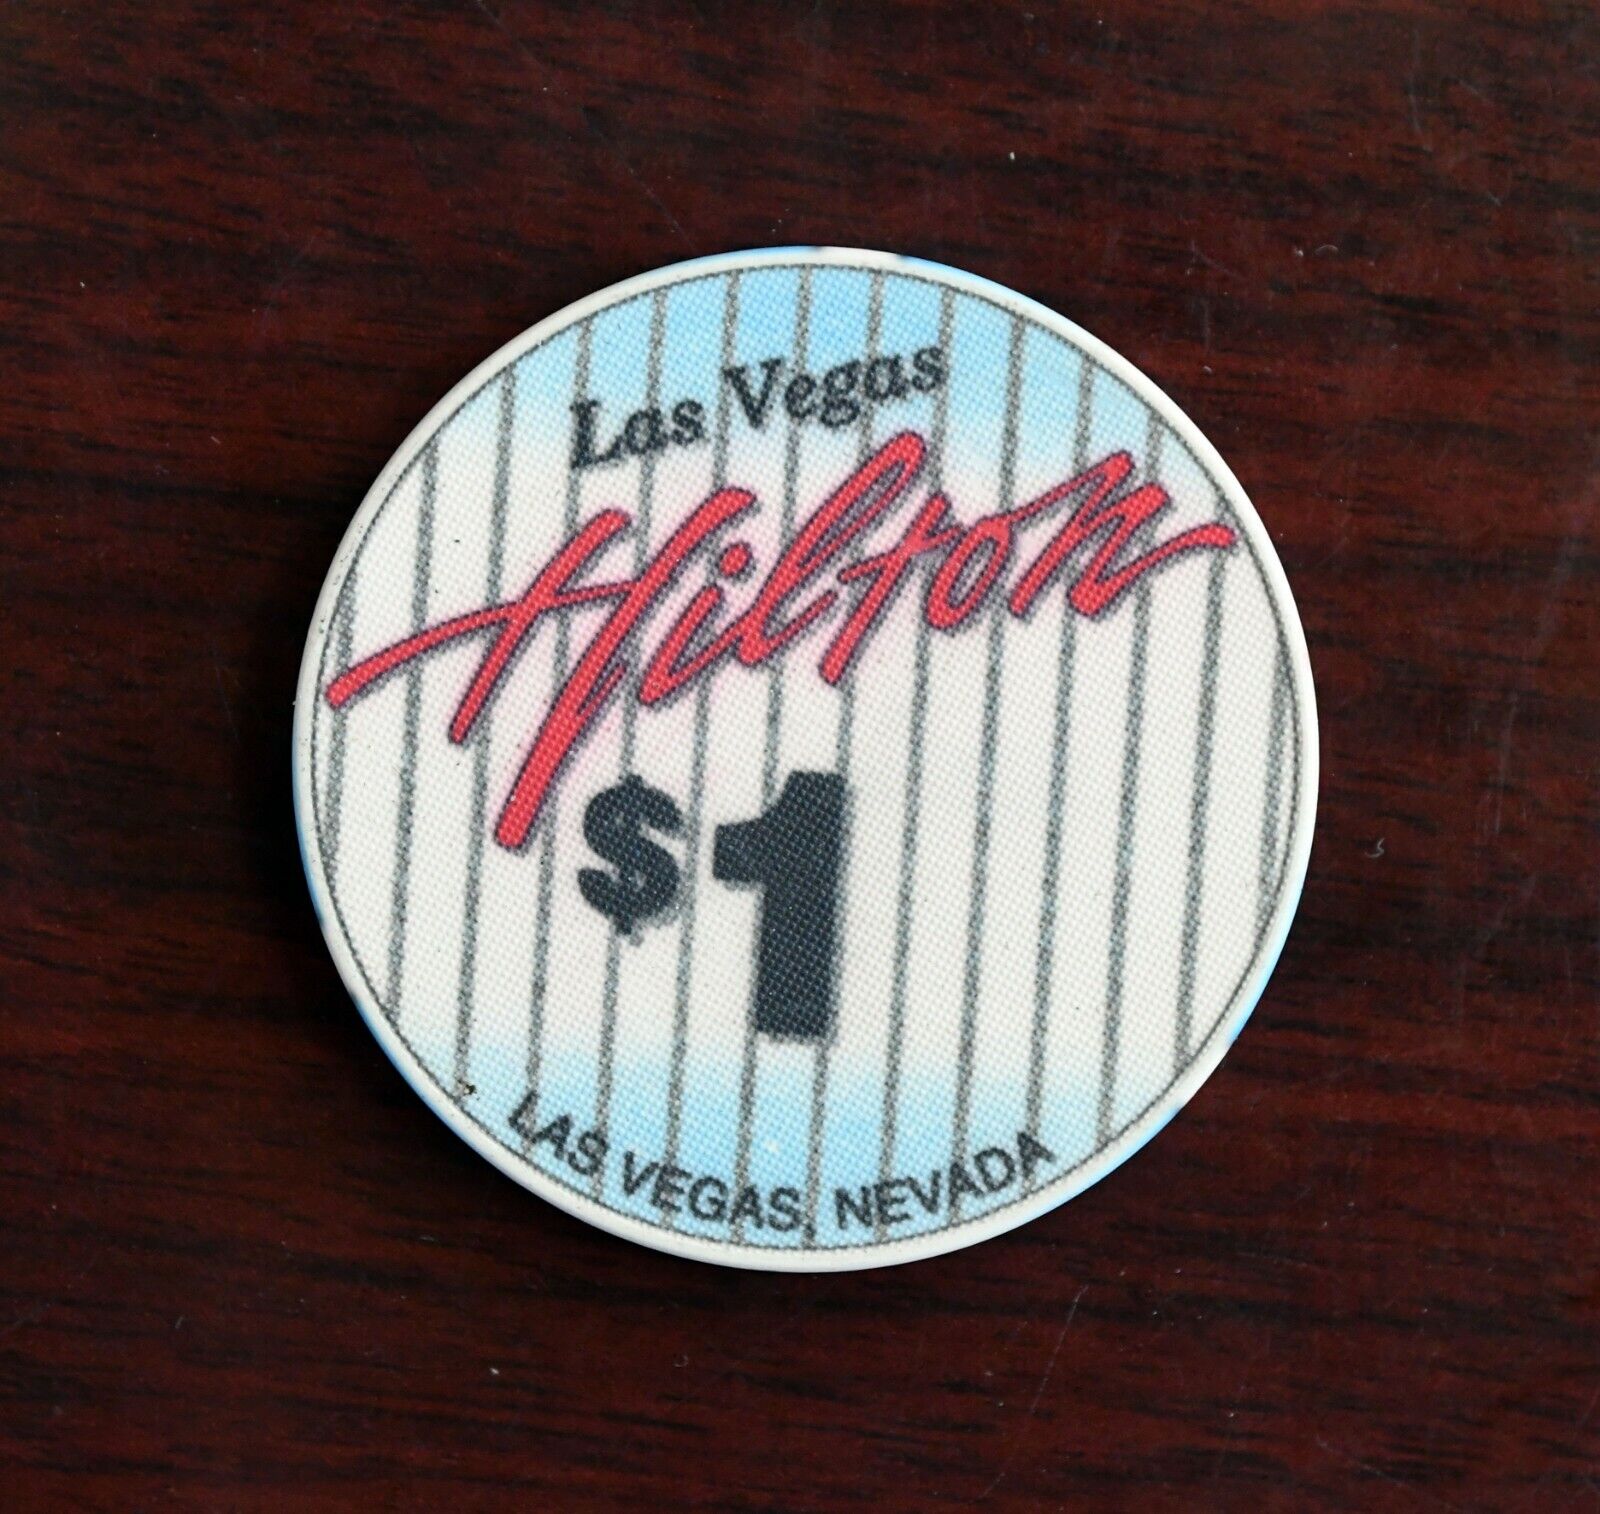 Las Vegas
Hilton
$1
LAS VEGAS, NEVADA